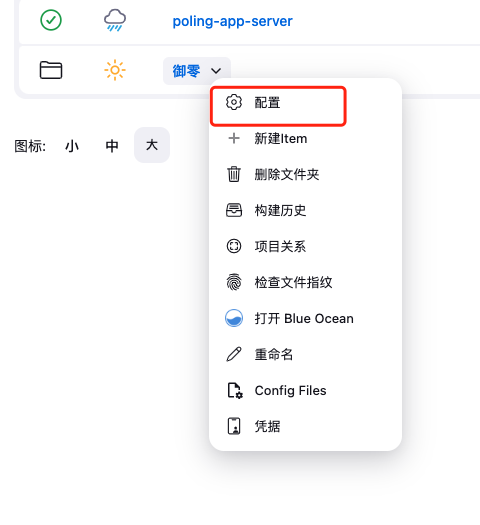 poling-app-server
御零
配置
新建Item
图标: 小 中 大
删除文件夹
构建历史
项目关系
检查文件指纹
打开 Blue Ocean
重命名
Config Files
凭据